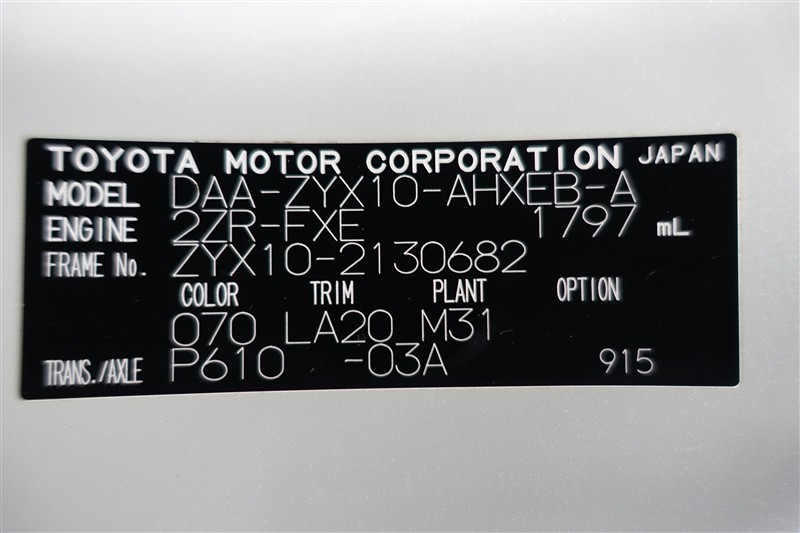 TOYOTA MOTOR CORPORATION JAPAN
MODEL DAA-ZYX10-AHXEB-A
ENGINE 2ZR-FXE 1797 mL
FRAME No. ZYX10-2130682
COLOR TRIM PLANT OPTION
070 LA20 M31
TRANS./AXLE P610 -03A 915